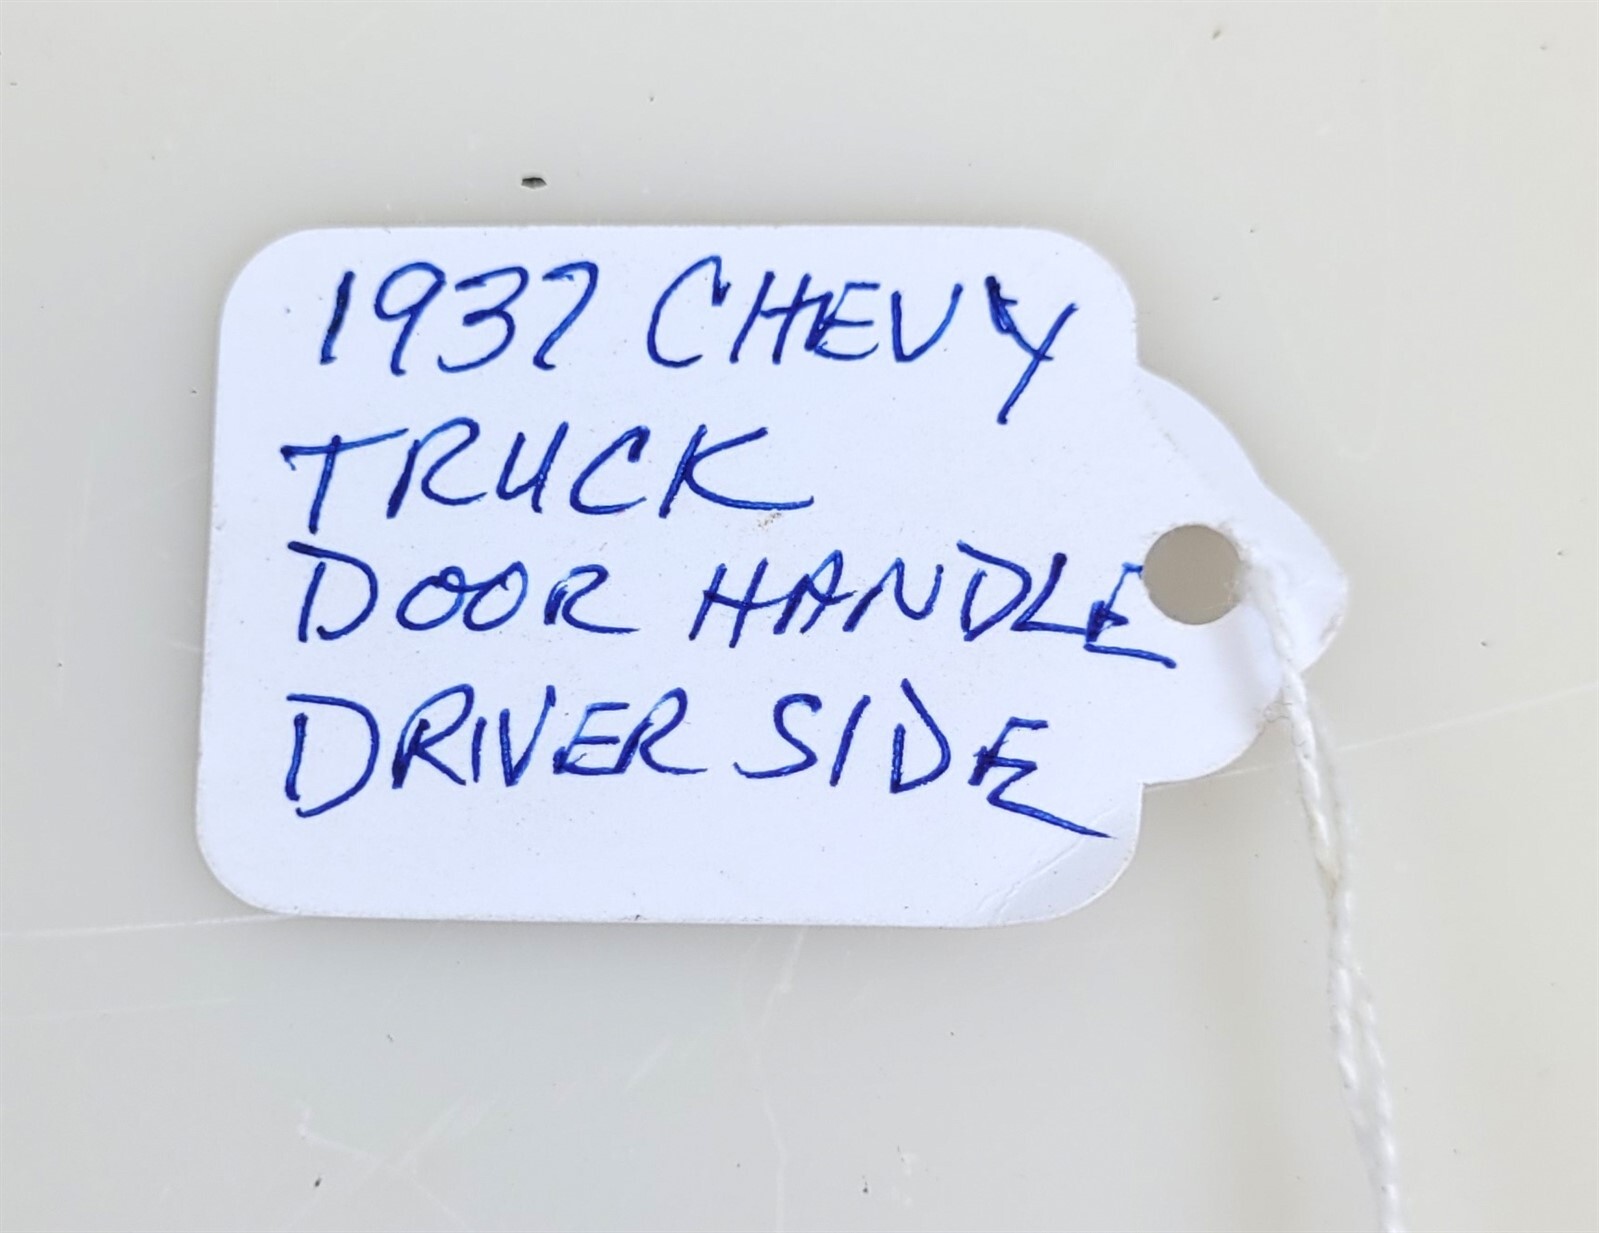 1937 CHEVY
TRUCK
DOOR HANDLE
DRIVER SIDE